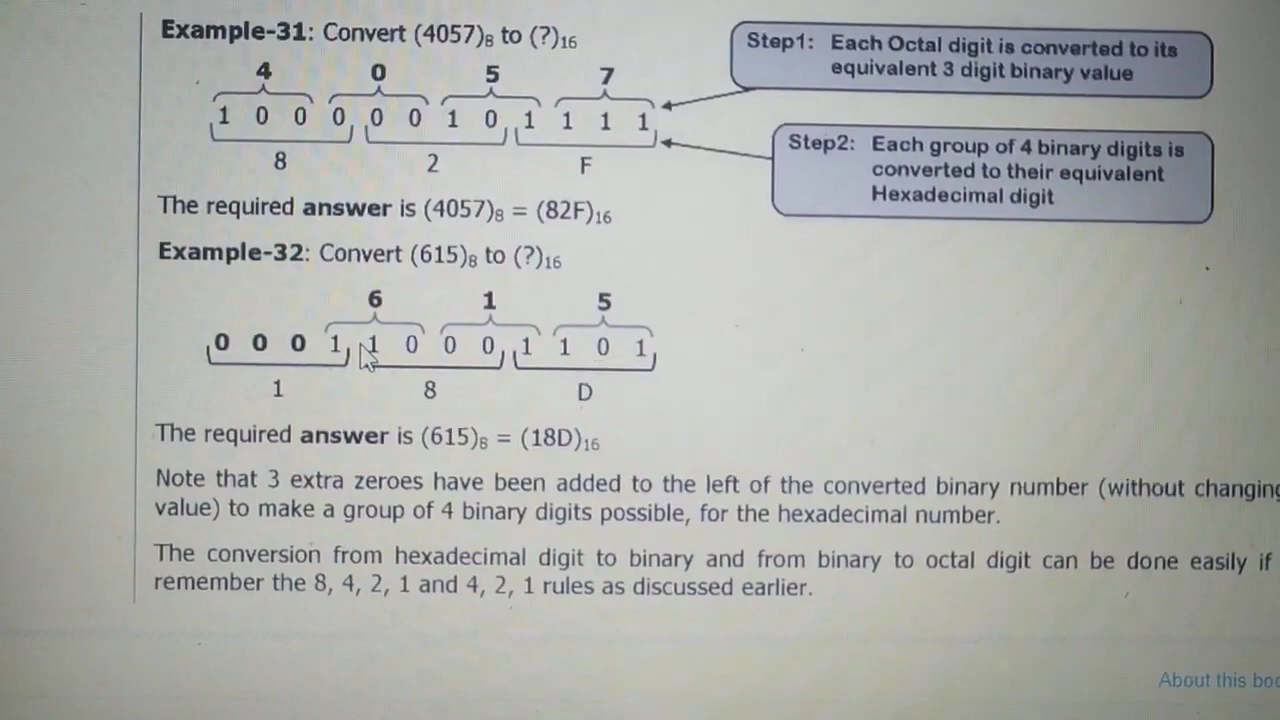 Example-31: Convert (4057)₈ to (?)₁₆
Step1: Each Octal digit is converted to its
equivalent 3 digit binary value
4 0 5 7
1 0 0 0 0 0 1 0 1 1 1 1
8 2 F
Step2: Each group of 4 binary digits is
converted to their equivalent
Hexadecimal digit
The required answer is (4057)₈ = (82F)₁₆
Example-32: Convert (615)₈ to (?)₁₆
6 1 5
0 0 0 1 1 0 0 0 1 1 0 1
1 8 D
The required answer is (615)₈ = (18D)₁₆
Note that 3 extra zeroes have been added to the left of the converted binary number (without changing
value) to make a group of 4 binary digits possible, for the hexadecimal number.
The conversion from hexadecimal digit to binary and from binary to octal digit can be done easily if
remember the 8, 4, 2, 1 and 4, 2, 1 rules as discussed earlier.
About this boo